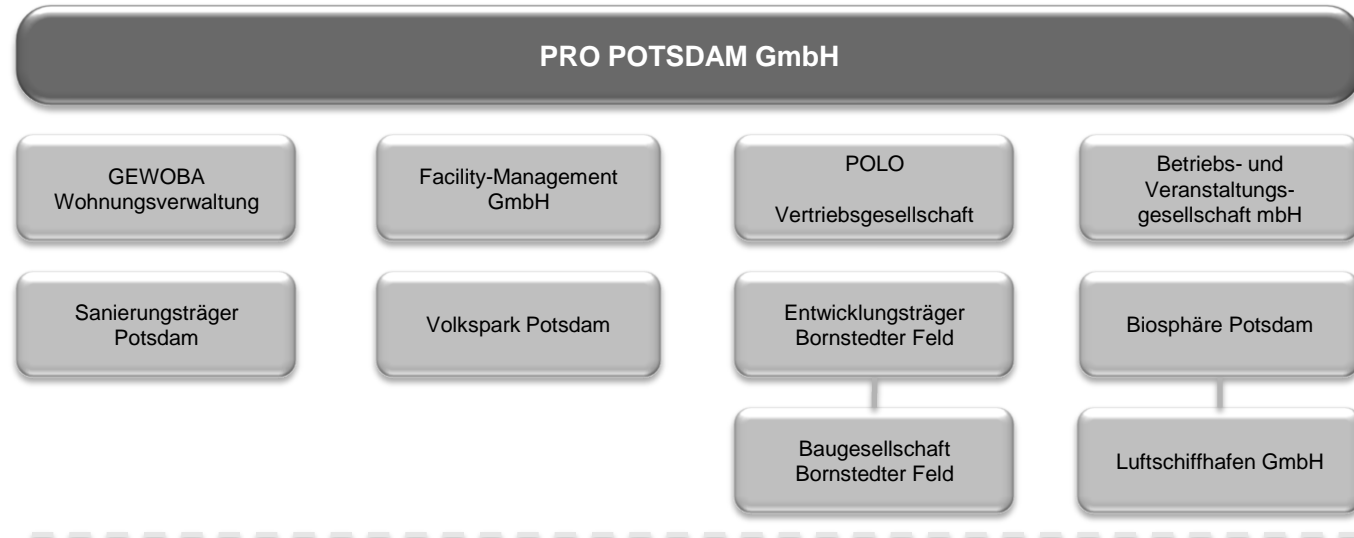 PRO POTSDAM GmbH
GEWOBA
Wohnungsverwaltung
Facility-Management
GmbH
POLO
Vertriebsgesellschaft
Betriebs- und
Veranstaltungs-
gesellschaft mbH
Sanierungsträger
Potsdam
Volkspark Potsdam
Entwicklungsträger
Bornstedter Feld
Biosphäre Potsdam
Baugesellschaft
Bornstedter Feld
Luftschiffhafen GmbH